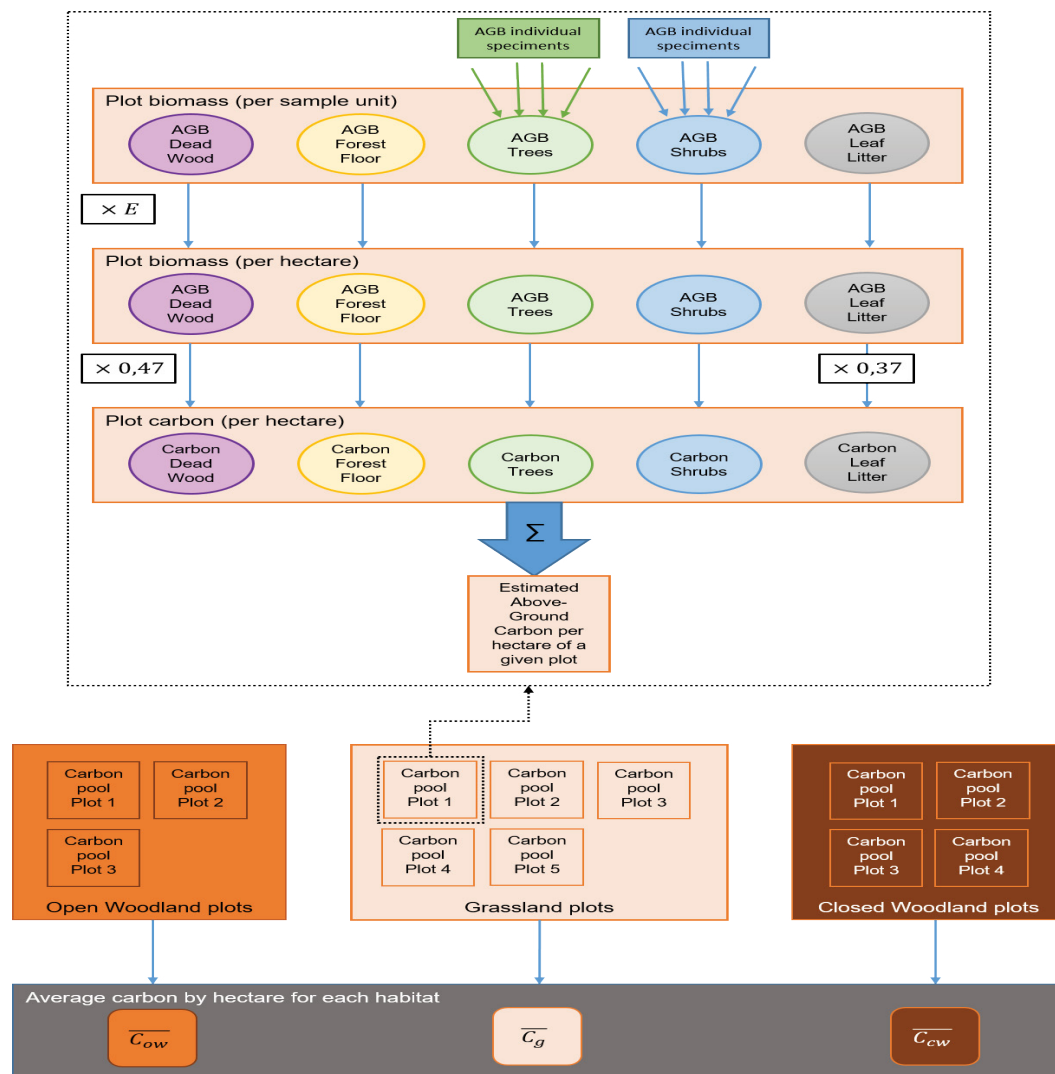 AGB individual
speciments
AGB individual
speciments
Plot biomass (per sample unit)
AGB
Dead
Wood
AGB
Forest
Floor
AGB
Trees
AGB
Shrubs
AGB
Leaf
Litter
× E
Plot biomass (per hectare)
AGB
Dead
Wood
AGB
Forest
Floor
AGB
Trees
AGB
Shrubs
AGB
Leaf
Litter
× 0,47
× 0,37
Plot carbon (per hectare)
Carbon
Dead
Wood
Carbon
Forest
Floor
Carbon
Trees
Carbon
Shrubs
Carbon
Leaf
Litter
Σ
Estimated
Above-
Ground
Carbon per
hectare of a
given plot
Carbon
pool
Plot 1
Carbon
pool
Plot 2
Carbon
pool
Plot 3
Open Woodland plots
Carbon
pool
Plot 1
Carbon
pool
Plot 2
Carbon
pool
Plot 3
Carbon
pool
Plot 4
Carbon
pool
Plot 5
Grassland plots
Carbon
pool
Plot 1
Carbon
pool
Plot 2
Carbon
pool
Plot 3
Carbon
pool
Plot 4
Closed Woodland plots
Average carbon by hectare for each habitat
$\overline{C_{ow}}$
$\overline{C_g}$
$\overline{C_{cw}}$